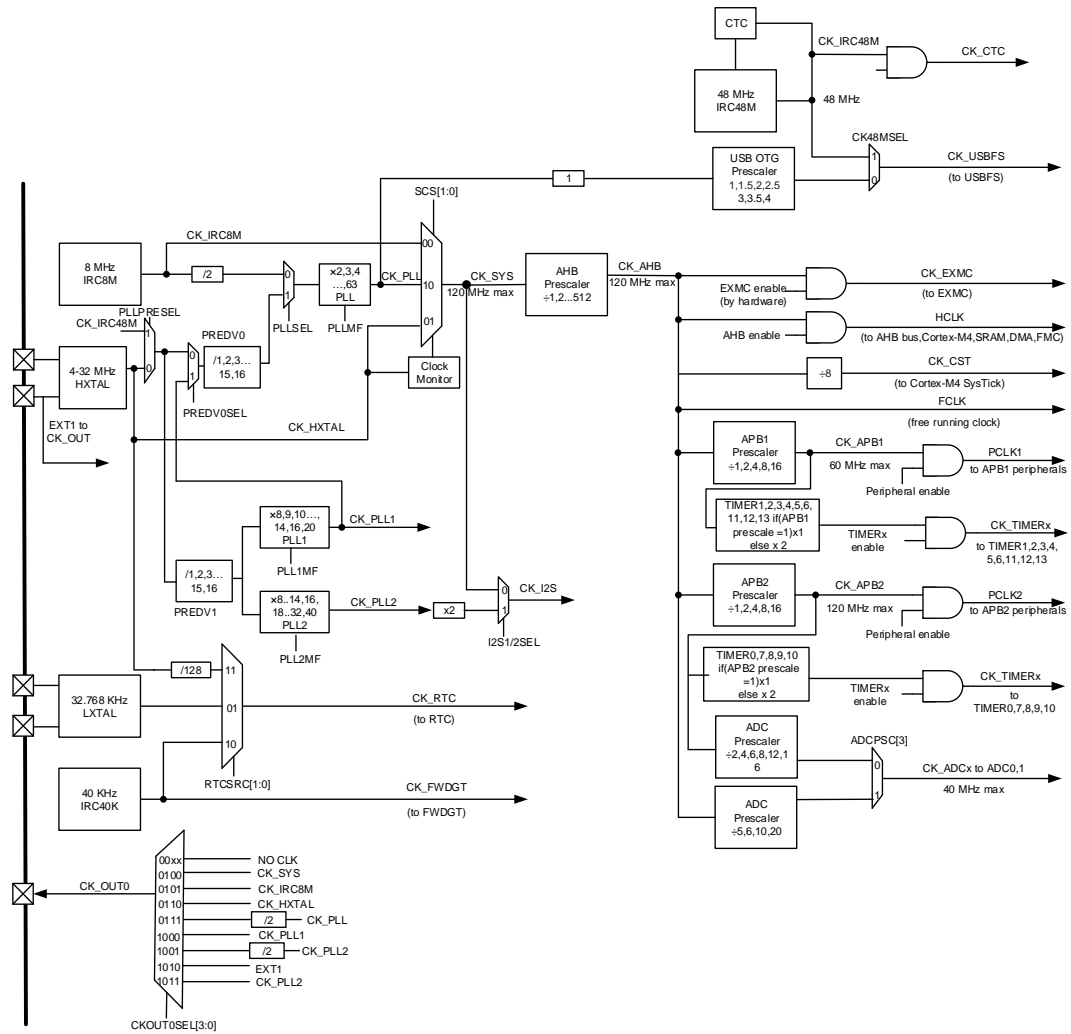 CTC
CK_IRC48M
CK_CTC
48 MHz
IRC48M
48 MHz
CK48MSEL
USB OTG
Prescaler
1,1.5,2,2.5
3,3.5,4
1
0
CK_USBFS
(to USBFS)
1
SCS[1:0]
CK_IRC8M
00
8 MHz
IRC8M
/2
0
1
PLLSEL
×2,3,4
…,63
PLL
PLLMF
CK_PLL
10
01
CK_SYS
120 MHz max
AHB
Prescaler
÷1,2...512
CK_AHB
120 MHz max
EXMC enable
(by hardware)
CK_EXMC
(to EXMC)
HCLK
AHB enable
(to AHB bus,Cortex-M4,SRAM,DMA,FMC)
PLLPRESEL
CK_IRC48M
1
0
PREDV0
0
1
/1,2,3…
15,16
PREDV0SEL
4-32 MHz
HXTAL
Clock
Monitor
÷8
CK_CST
(to Cortex-M4 SysTick)
FCLK
(free running clock)
EXT1 to
CK_OUT
CK_HXTAL
APB1
Prescaler
÷1,2,4,8,16
CK_APB1
60 MHz max
PCLK1
to APB1 peripherals
Peripheral enable
TIMER1,2,3,4,5,6,
11,12,13 if(APB1
prescale =1)x1
else x 2
TIMERx
enable
CK_TIMERx
to TIMER1,2,3,4,
5,6,11,12,13
×8,9,10…,
14,16,20
PLL1
PLL1MF
CK_PLL1
/1,2,3…
15,16
PREDV1
×8..14,16,
18..32,40
PLL2
PLL2MF
CK_PLL2
x2
0
1
CK_I2S
I2S1/2SEL
APB2
Prescaler
÷1,2,4,8,16
CK_APB2
120 MHz max
PCLK2
to APB2 peripherals
Peripheral enable
TIMER0,7,8,9,10
if(APB2 prescale
=1)x1
else x 2
TIMERx
enable
CK_TIMERx
to
TIMER0,7,8,9,10
/128
11
01
10
32.768 KHz
LXTAL
CK_RTC
(to RTC)
RTCSRC[1:0]
40 KHz
IRC40K
CK_FWDGT
(to FWDGT)
ADC
Prescaler
÷2,4,6,8,12,1
6
ADCPSC[3]
0
1
CK_ADCx to ADC0,1
40 MHz max
ADC
Prescaler
÷5,6,10,20
CK_OUT0
00xx NO CLK
0100 CK_SYS
0101 CK_IRC8M
0110 CK_HXTAL
0111 /2 CK_PLL
1000 CK_PLL1
1001 /2 CK_PLL2
1010 EXT1
1011 CK_PLL2
CKOUT0SEL[3:0]